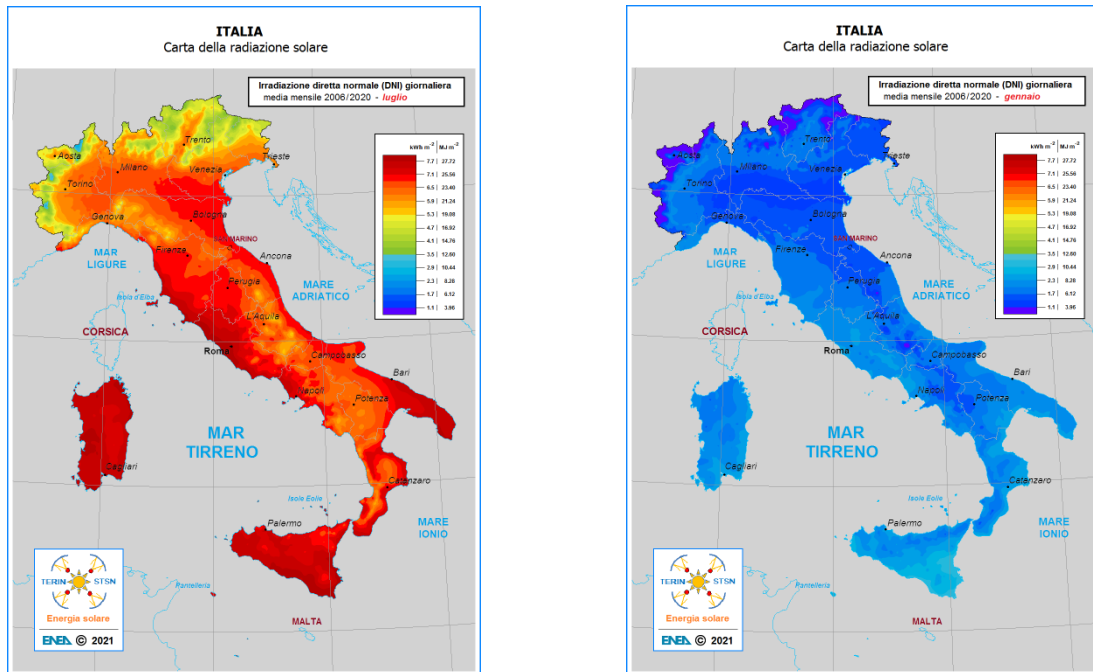 ITALIA
Carta della radiazione solare
Irradiazione diretta normale (DNI) giornaliera
media mensile 2006/2020 - luglio
kWh m⁻² MJ m⁻²
7.7 27.72
7.1 25.56
6.5 23.40
5.9 21.24
5.3 19.08
4.7 16.92
4.1 14.76
3.5 12.60
2.9 10.44
2.3 8.28
1.7 6.12
1.1 3.96
Trento
Aosta
Milano
Venezia
Trieste
Torino
Genova
Bologna
SAN MARINO
MAR
LIGURE
Firenze
Ancona
Perugia
MARE
ADRIATICO
Isola d'Elba
L'Aquila
CORSICA
Roma
Campobasso
Bari
Napoli
Potenza
MAR
TIRRENO
Cagliari
Catanzaro
Isole Eolie
Palermo
MARE
IONIO
Pantelleria
MALTA
TERIN STSN
Energia solare
ENEA © 2021
ITALIA
Carta della radiazione solare
Irradiazione diretta normale (DNI) giornaliera
media mensile 2006/2020 - gennaio
kWh m⁻² MJ m⁻²
7.7 27.72
7.1 25.56
6.5 23.40
5.9 21.24
5.3 19.08
4.7 16.92
4.1 14.76
3.5 12.60
2.9 10.44
2.3 8.28
1.7 6.12
1.1 3.96
Trento
Aosta
Milano
Venezia
Trieste
Torino
Genova
Bologna
SAN MARINO
MAR
LIGURE
Firenze
Ancona
Perugia
MARE
ADRIATICO
Isola d'Elba
L'Aquila
CORSICA
Roma
Campobasso
Bari
Napoli
Potenza
MAR
TIRRENO
Cagliari
Catanzaro
Isole Eolie
Palermo
MARE
IONIO
Pantelleria
MALTA
TERIN STSN
Energia solare
ENEA © 2021